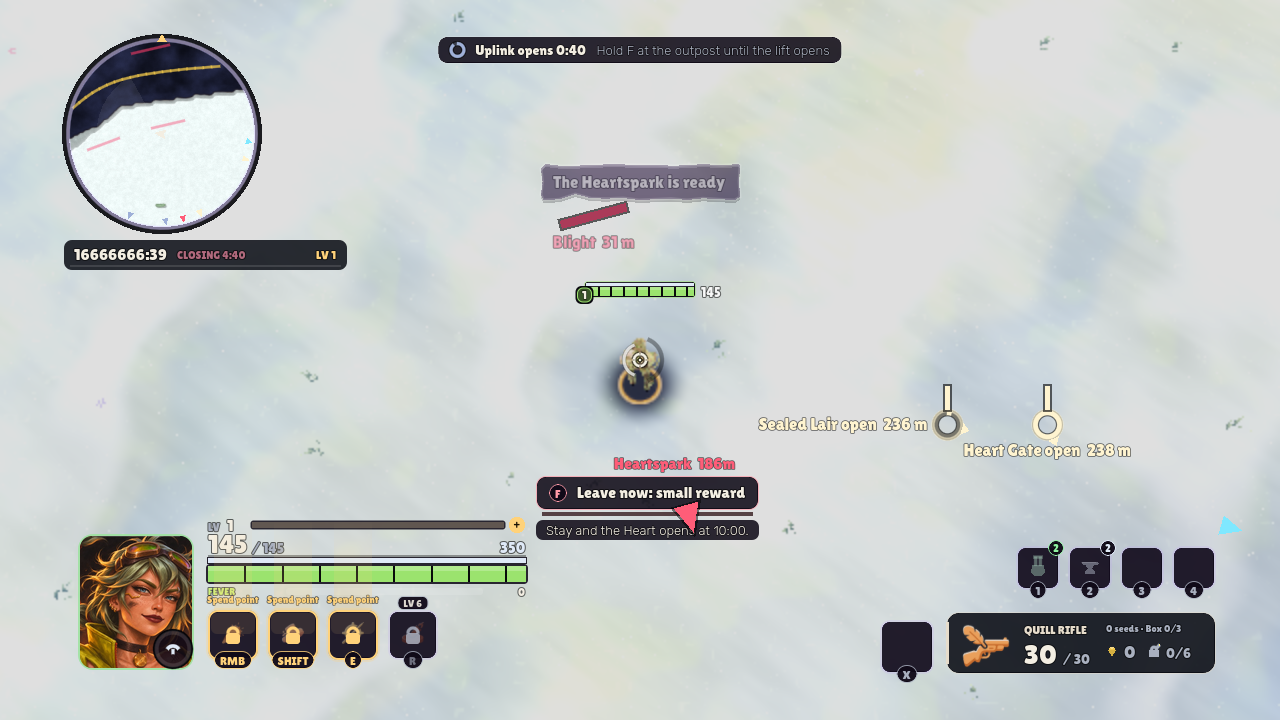 Uplink opens 0:40 Hold F at the outpost until the lift opens
The Heartspark is ready
Blight 31 m
16666666:39 CLOSING 4:40 LV 1
1 145
Sealed Lair open 236 m
Heart Gate open 238 m
Heartspark 186m
F Leave now: small reward
Stay and the Heart opens at 10:00.
LV 1 +
145 / 145 350
FEVER 0
Spend point Spend point Spend point LV 6
RMB SHIFT E R
2 2
1 2 3 4
QUILL RIFLE 0 seeds · Box 0/3
30 / 30 0 0/6
X